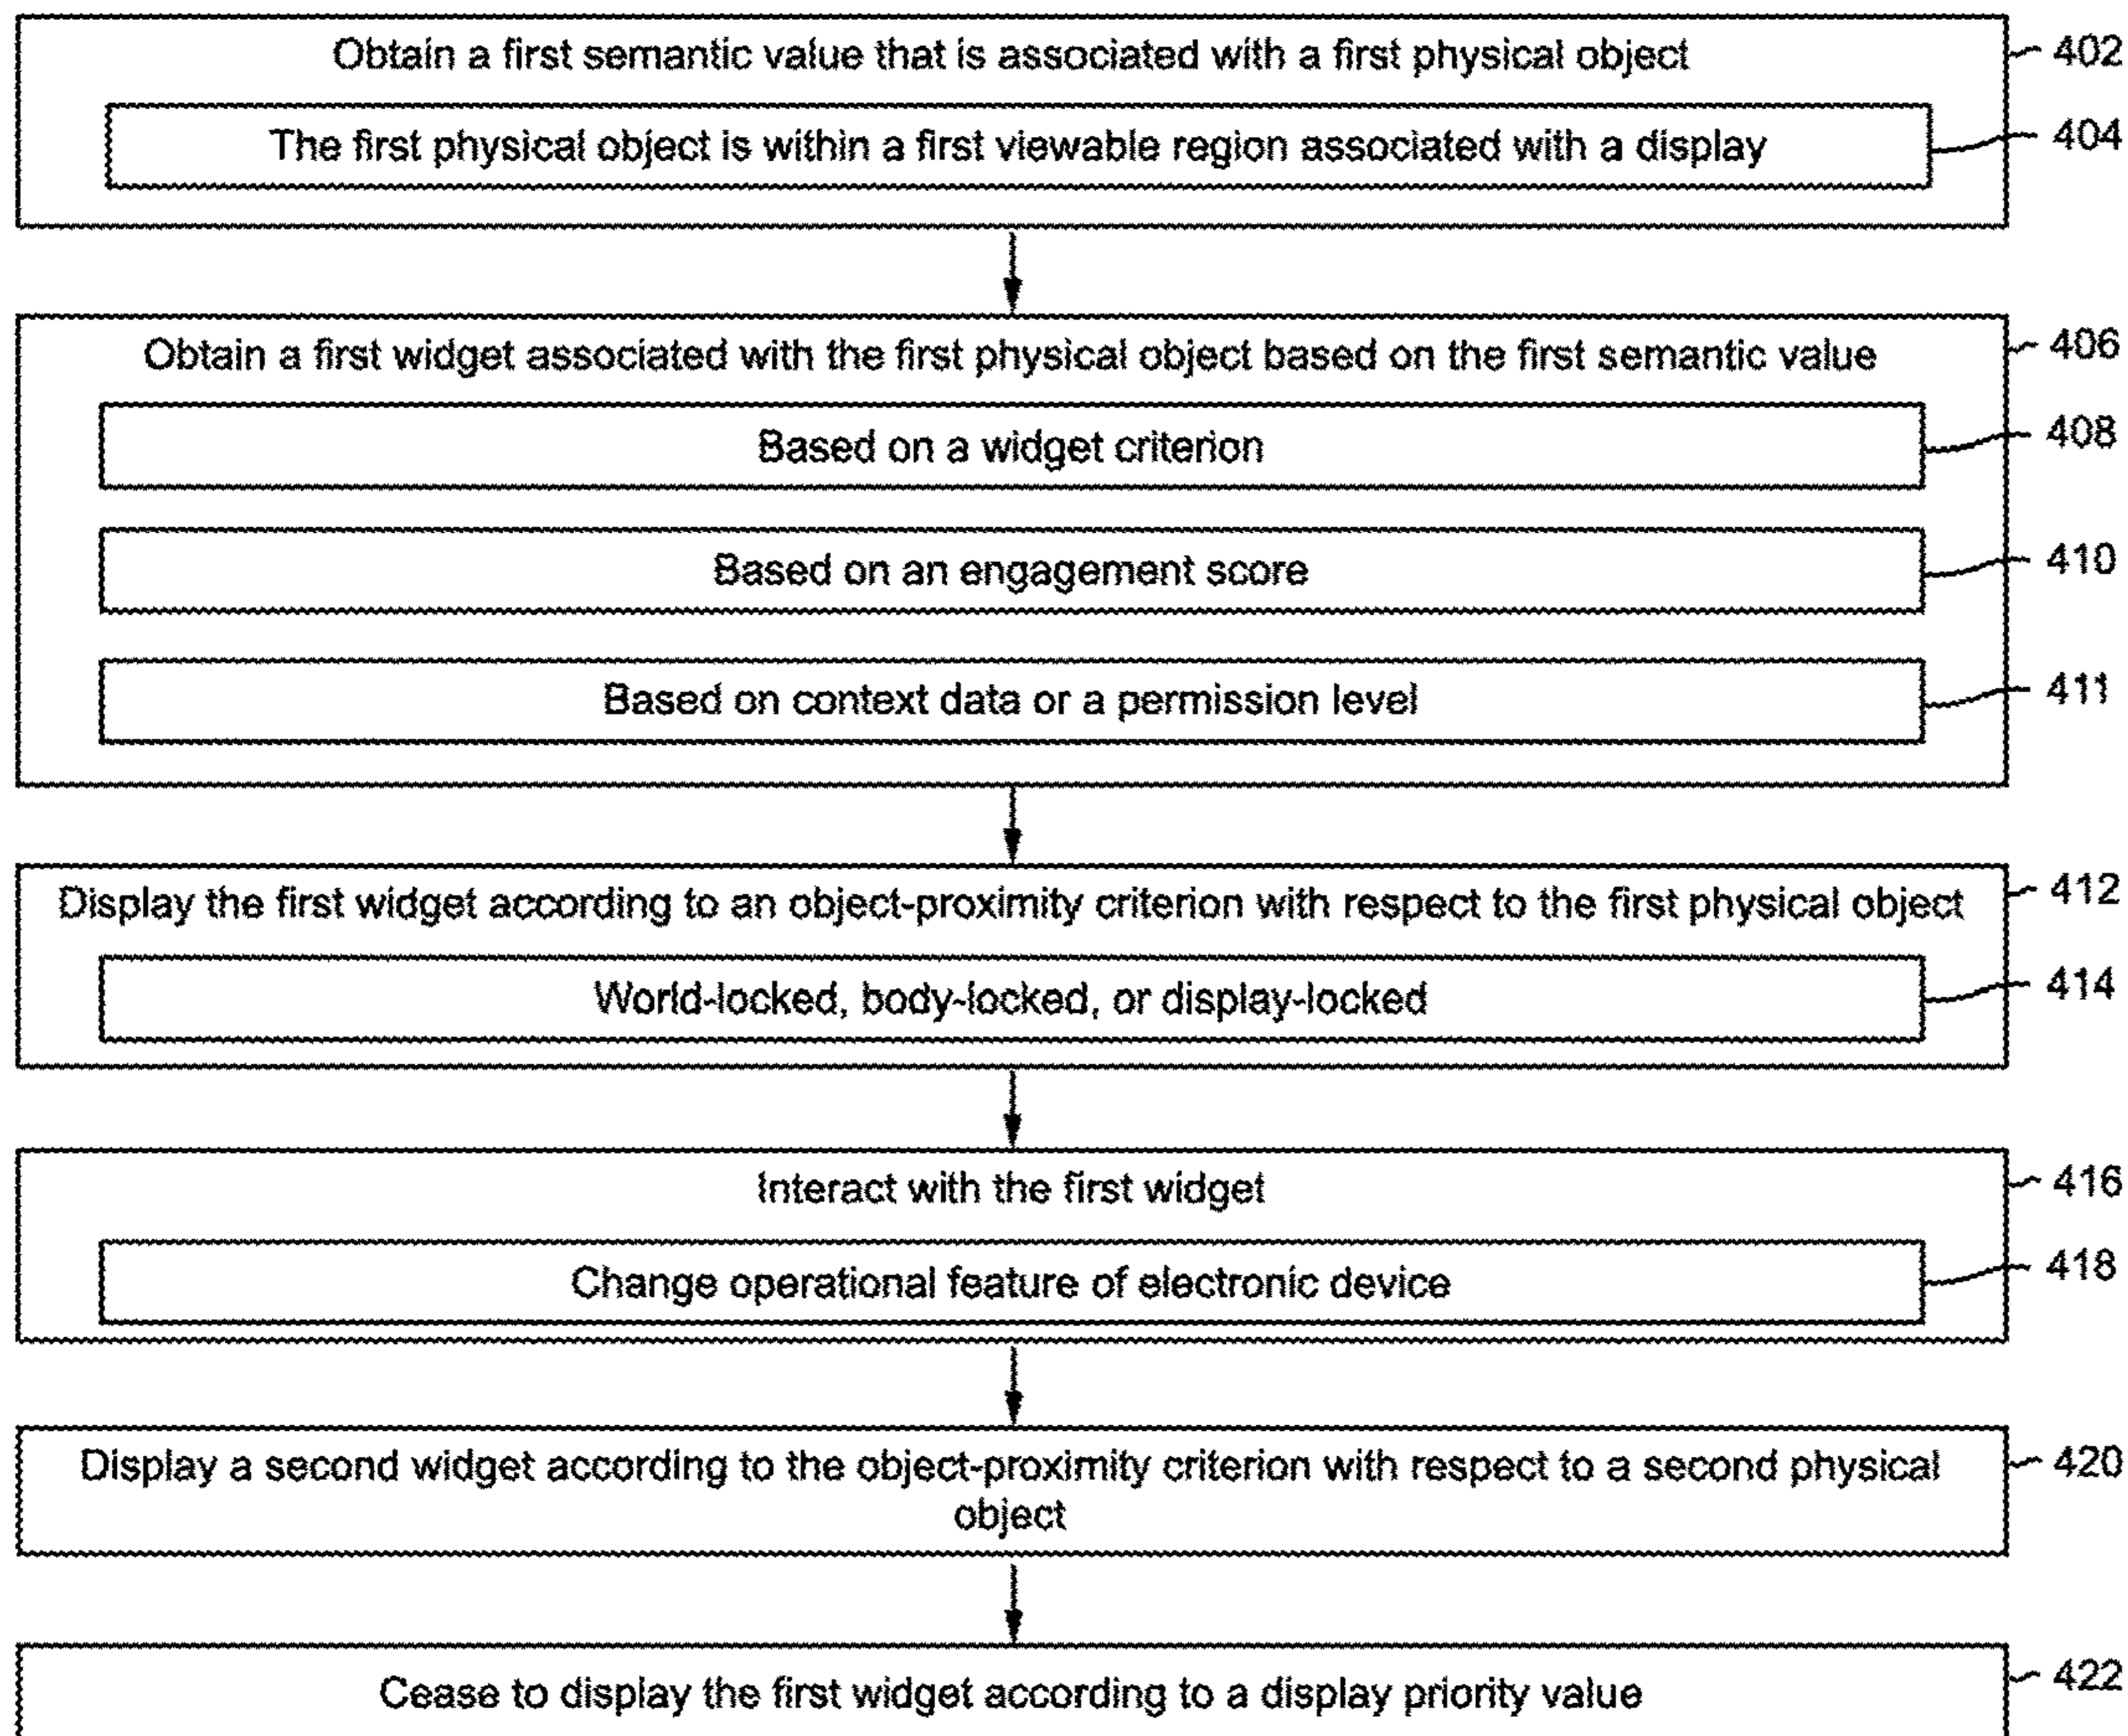 Obtain a first semantic value that is associated with a first physical object
402
The first physical object is within a first viewable region associated with a display
404
Obtain a first widget associated with the first physical object based on the first semantic value
406
Based on a widget criterion
408
Based on an engagement score
410
Based on context data or a permission level
411
Display the first widget according to an object-proximity criterion with respect to the first physical object
412
World-locked, body-locked, or display-locked
414
Interact with the first widget
416
Change operational feature of electronic device
418
Display a second widget according to the object-proximity criterion with respect to a second physical
object
420
Cease to display the first widget according to a display priority value
422